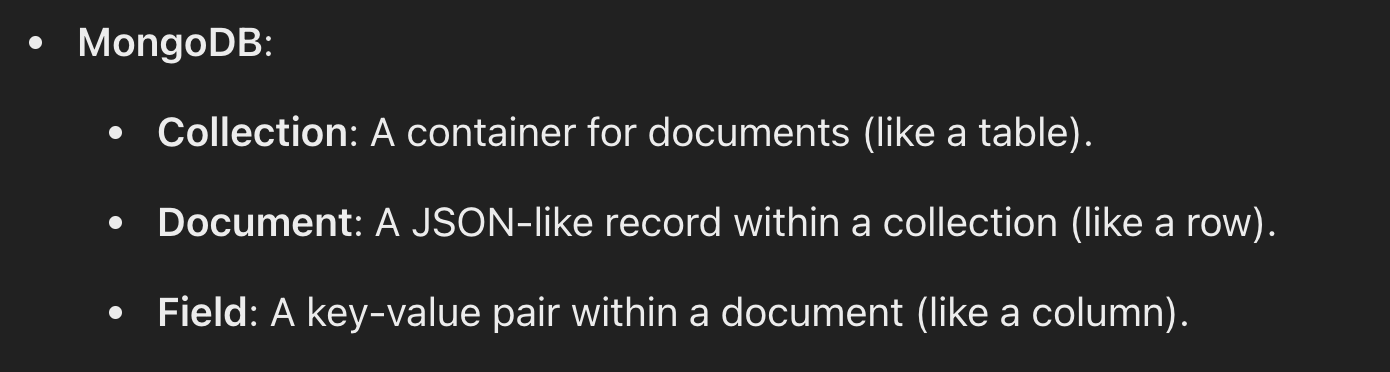 • MongoDB:
• Collection: A container for documents (like a table).
• Document: A JSON-like record within a collection (like a row).
• Field: A key-value pair within a document (like a column).